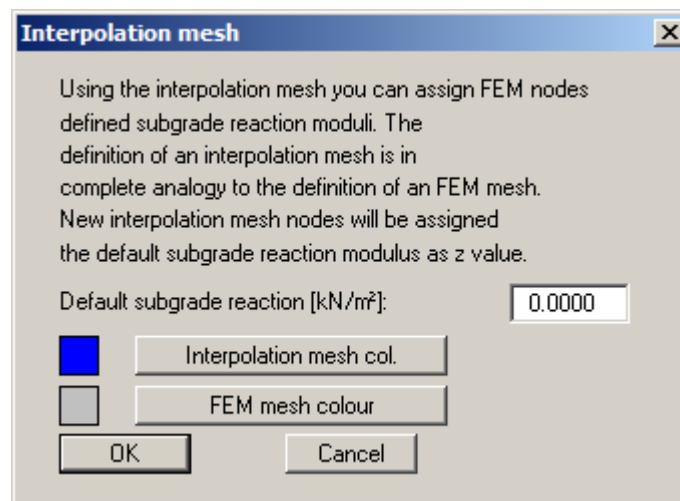 Interpolation mesh
Using the interpolation mesh you can assign FEM nodes
defined subgrade reaction moduli. The
definition of an interpolation mesh is in
complete analogy to the definition of an FEM mesh.
New interpolation mesh nodes will be assigned
the default subgrade reaction modulus as z value.
Default subgrade reaction [kN/m²]: 0.0000
Interpolation mesh col.
FEM mesh colour
OK Cancel